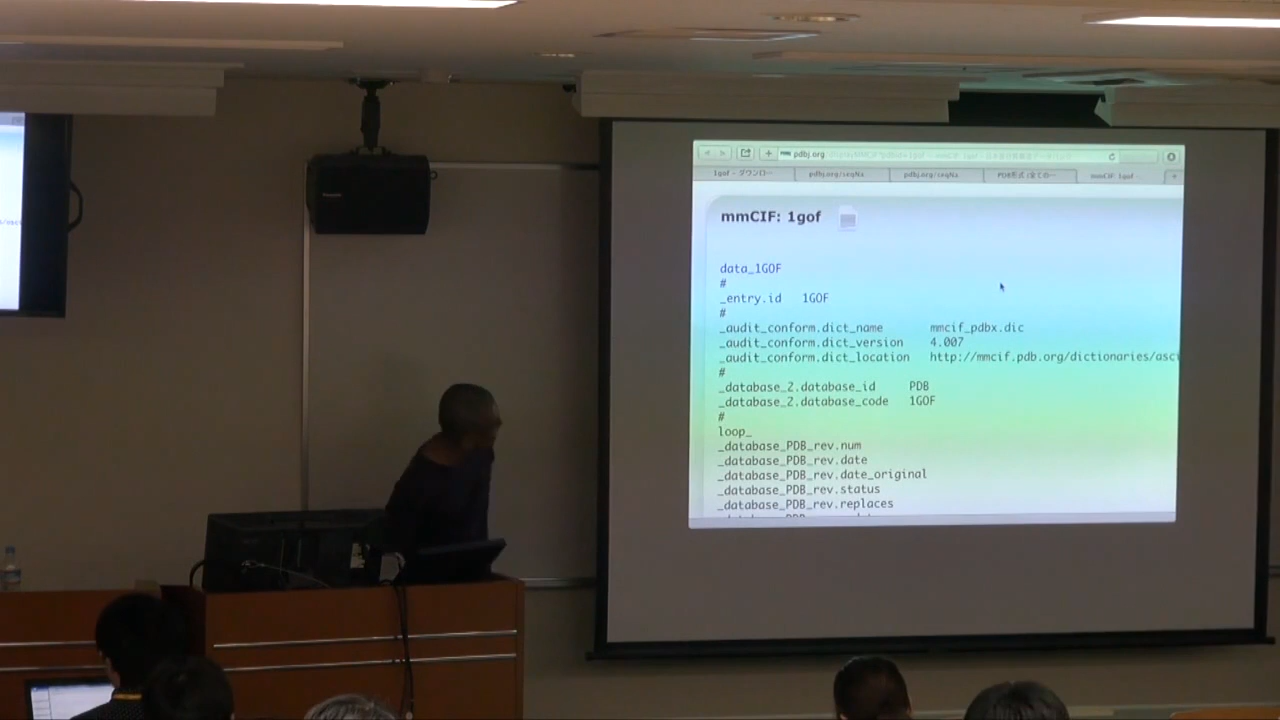 pdbj.org
1gof - ダウンロー
pdbj.org/seqNa
pdbj.org/seqNa
PDB形式 (全ての…
mmCIF: 1gof -
mmCIF: 1gof
data_1GOF
#
_entry.id 1GOF
#
_audit_conform.dict_name mmcif_pdbx.dic
_audit_conform.dict_version 4.007
_audit_conform.dict_location http://mmcif.pdb.org/dictionaries/asci
#
_database_2.database_id PDB
_database_2.database_code 1GOF
#
loop_
_database_PDB_rev.num
_database_PDB_rev.date
_database_PDB_rev.date_original
_database_PDB_rev.status
_database_PDB_rev.replaces